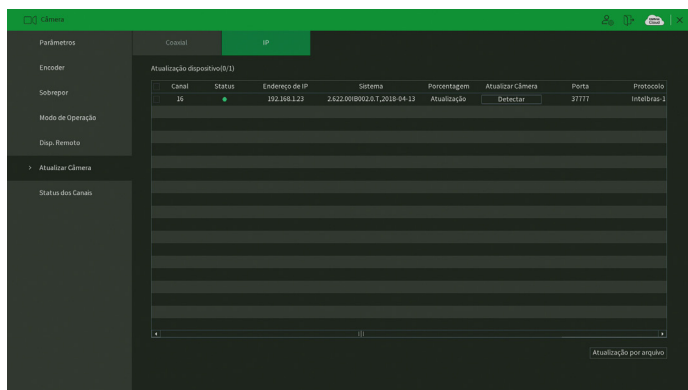 Câmera
Parâmetros
Encoder
Sobrepor
Modo de Operação
Disp. Remoto
> Atualizar Câmera
Status dos Canais
Coaxial IP
Atualização dispositivo(0/1)
Canal Status Endereço de IP Sistema Porcentagem Atualizar Câmera Porta Protocolo
16 192.168.1.23 2.622.00IB002.0.T,2018-04-13 Atualização Detectar 37777 Intelbras-1
Atualização por arquivo